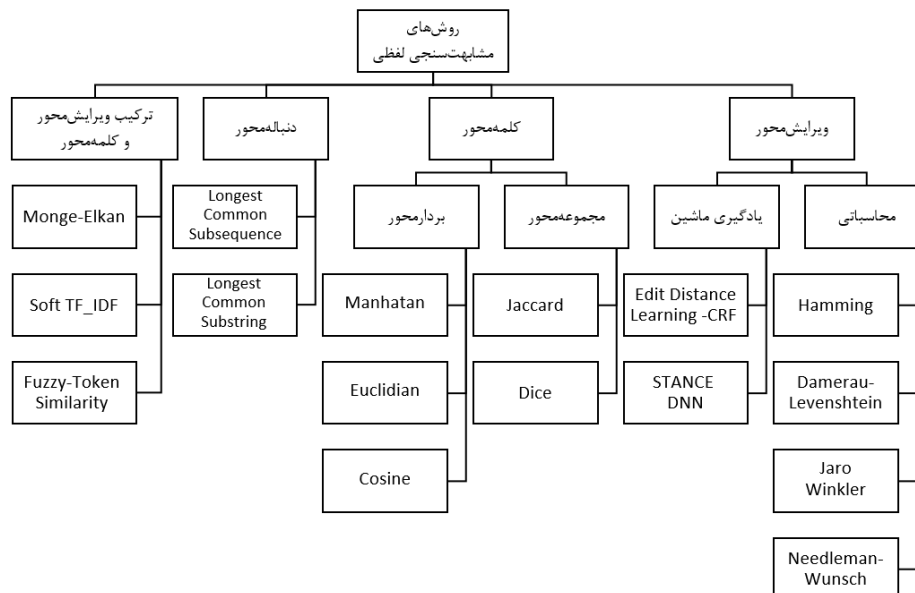 روش‌های
مشابهت‌سنجی لفظی
ویرایش‌محور
کلمه‌محور
دنباله‌محور
ترکیب ویرایش‌محور
و کلمه‌محور
محاسباتی
یادگیری ماشین
مجموعه‌محور
بردارمحور
Hamming
Damerau-
Levenshtein
Jaro
Winkler
Needleman-
Wunsch
Edit Distance
Learning -CRF
STANCE
DNN
Jaccard
Dice
Manhatan
Euclidian
Cosine
Longest
Common
Subsequence
Longest
Common
Substring
Monge-Elkan
Soft TF_IDF
Fuzzy-Token
Similarity